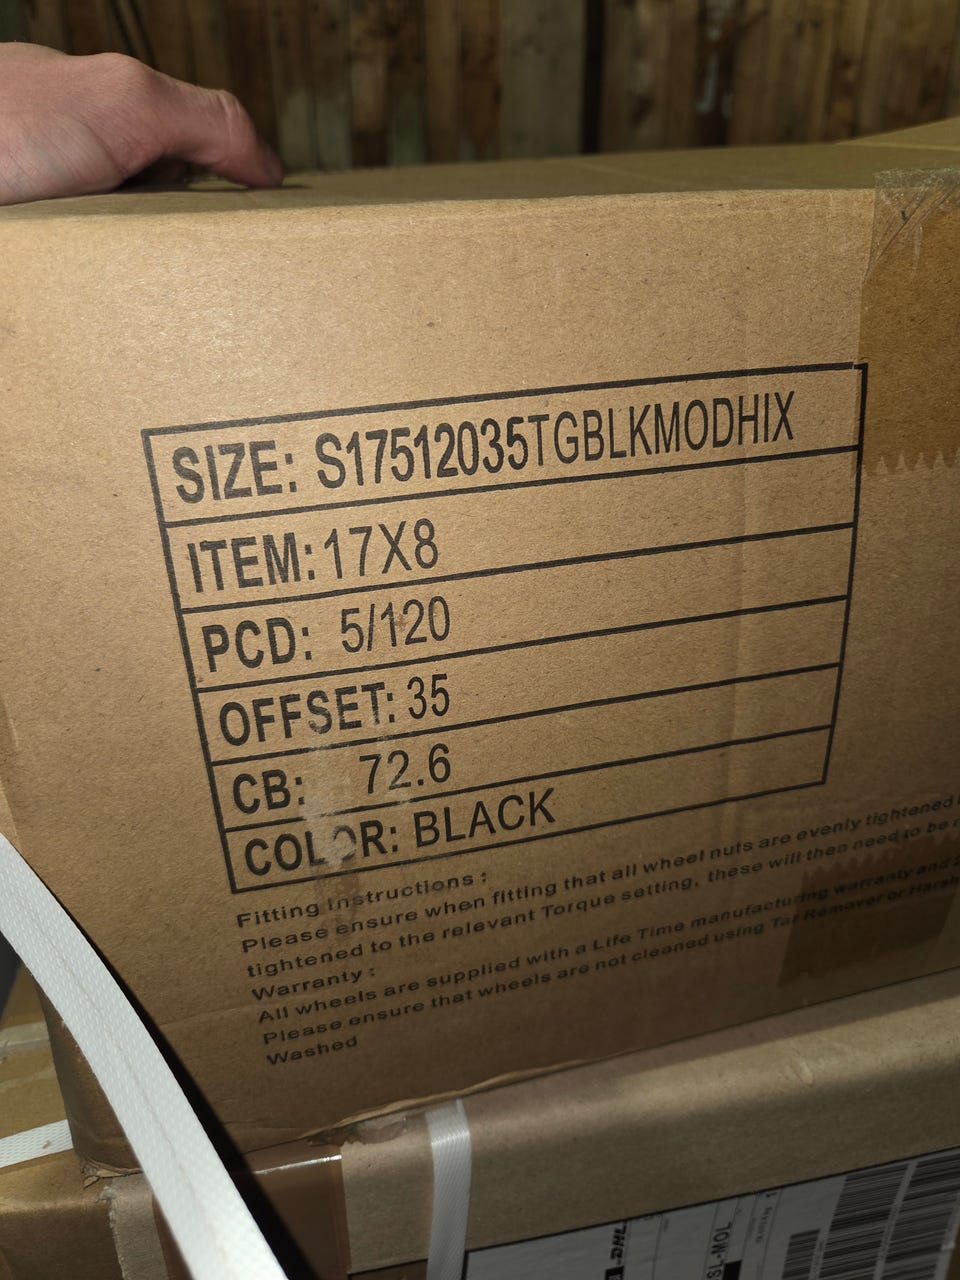 SIZE: S17512035TGBLKMODHIX
ITEM: 17X8
PCD: 5/120
OFFSET: 35
CB: 72.6
COLOR: BLACK
Fitting Instructions :
Please ensure when fitting that all wheel nuts are evenly tightened
tightened to the relevant Torque setting, these will then need to be
Warranty :
All wheels are supplied with a Life Time manufacturing warranty and
Please ensure that wheels are not cleaned using Tar Remover or Harsh
Washed